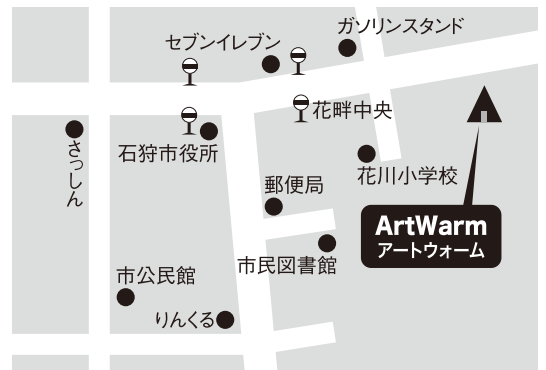 ガソリンスタンド
セブンイレブン
花畔中央
石狩市役所
さっしん
花川小学校
郵便局
ArtWarm
アートウォーム
市民図書館
市公民館
りんくる